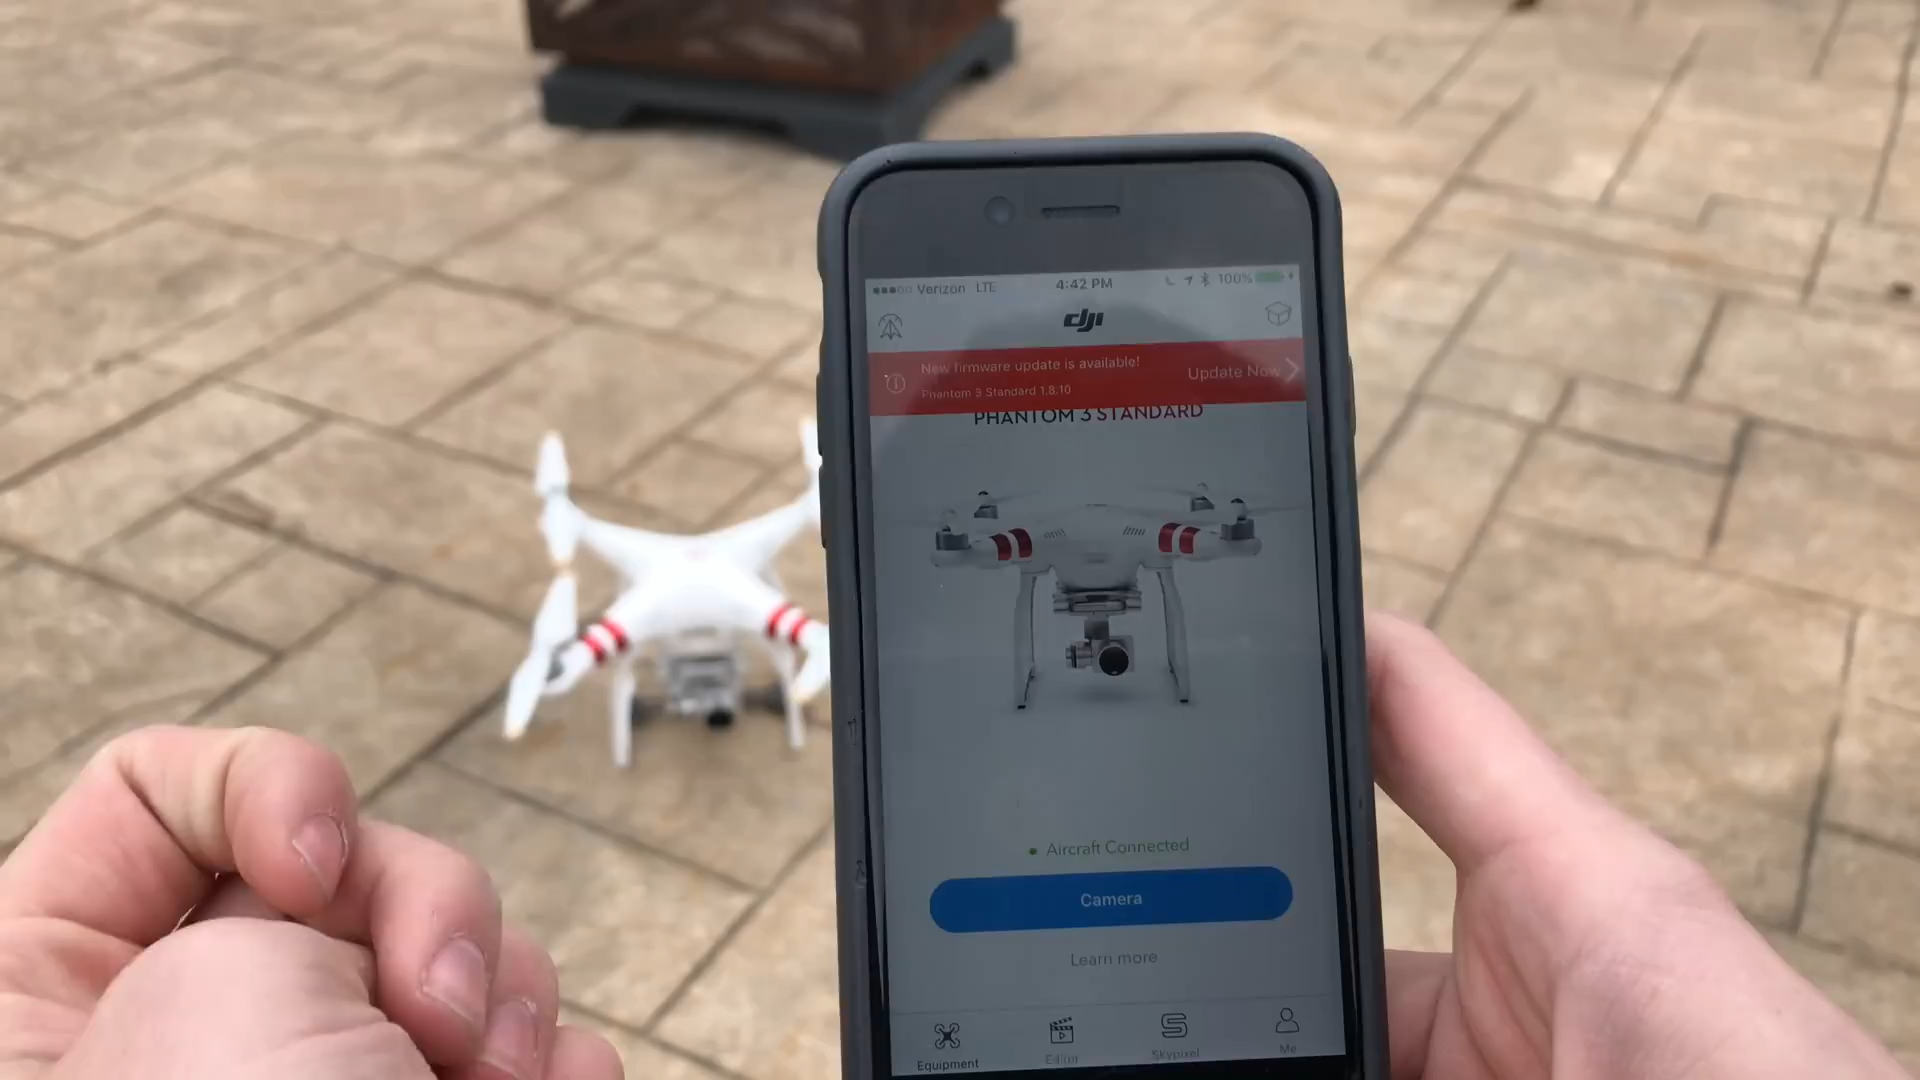 Verizon LTE 4:42 PM 100%
dji
New firmware update is available!
Phantom 3 Standard 1.8.10
Update Now
PHANTOM 3 STANDARD
Aircraft Connected
Camera
Learn more
Equipment Editor Skypixel Me